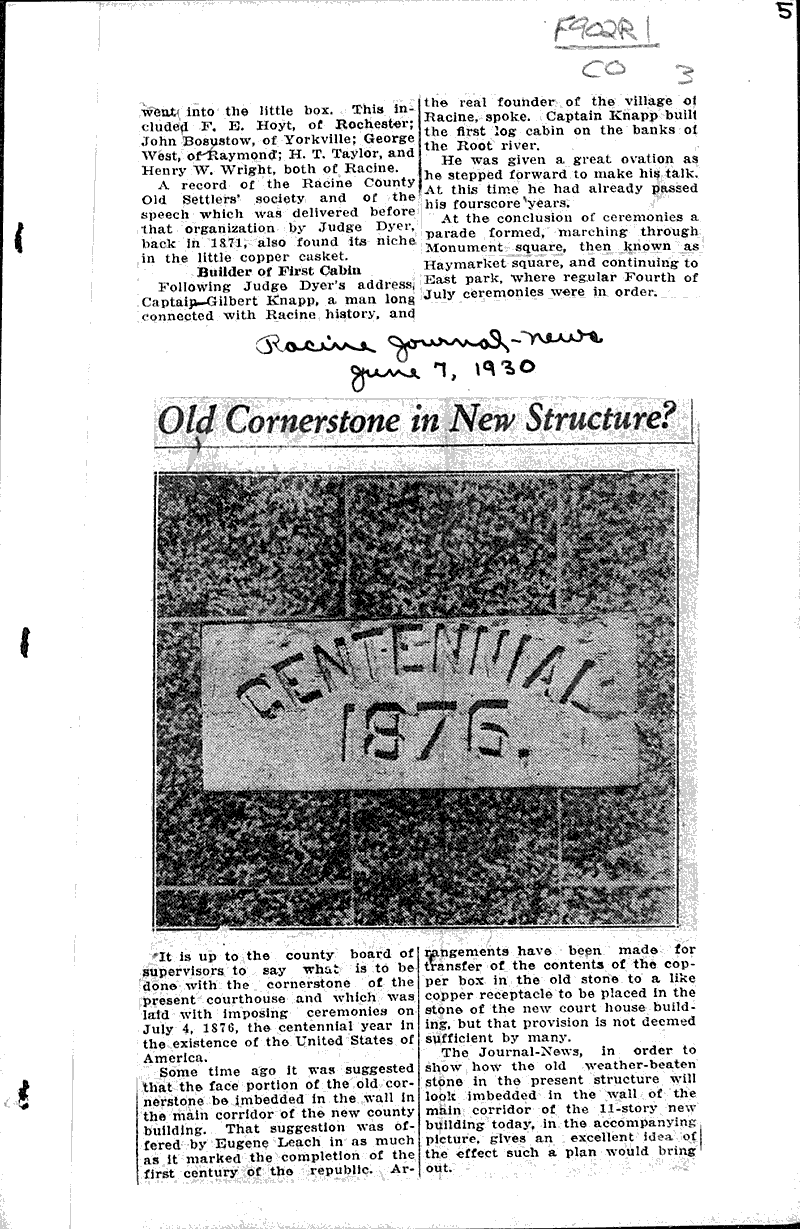 5
F902R1
CO 3
went into the little box. This in-
cluded F. E. Hoyt, of Rochester;
John Bosustow, of Yorkville; George
West, of Raymond; H. T. Taylor, and
Henry W. Wright, both of Racine.
A record of the Racine County
Old Settlers' society and of the
speech which was delivered before
that organization by Judge Dyer,
back in 1871, also found its niche
in the little copper casket.
Builder of First Cabin
Following Judge Dyer's address,
Captain Gilbert Knapp, a man long
connected with Racine history, and
the real founder of the village of
Racine, spoke. Captain Knapp built
the first log cabin on the banks of
the Root river.
He was given a great ovation as
he stepped forward to make his talk.
At this time he had already passed
his fourscore years.
At the conclusion of ceremonies a
parade formed, marching through
Monument square, then known as
Haymarket square, and continuing to
East park, where regular Fourth of
July ceremonies were in order.
Racine Journal-News
June 7, 1930
Old Cornerstone in New Structure?
CENTENNIAL
1876.
It is up to the county board of
supervisors to say what is to be
done with the cornerstone of the
present courthouse and which was
laid with imposing ceremonies on
July 4, 1876, the centennial year in
the existence of the United States of
America.
Some time ago it was suggested
that the face portion of the old cor-
nerstone be imbedded in the wall in
the main corridor of the new county
building. That suggestion was of-
fered by Eugene Leach in as much
as it marked the completion of the
first century of the republic. Ar-
rangements have been made for
transfer of the contents of the cop-
per box in the old stone to a like
copper receptacle to be placed in the
stone of the new court house build-
ing, but that provision is not deemed
sufficient by many.
The Journal-News, in order to
show how the old weather-beaten
stone in the present structure will
look imbedded in the wall of the
main corridor of the 11-story new
building today, in the accompanying
picture, gives an excellent idea of
the effect such a plan would bring
out.